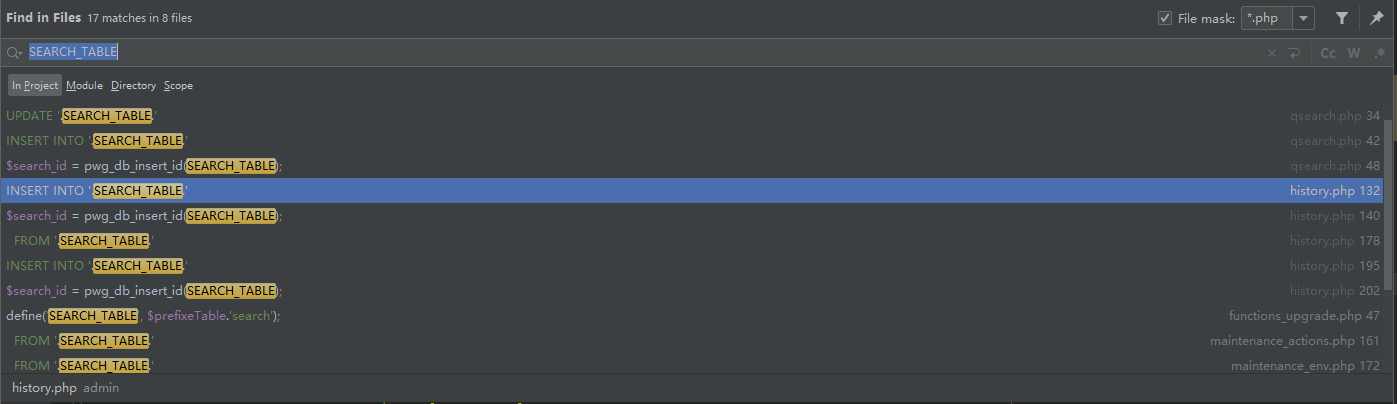 Find in Files 17 matches in 8 files File mask: *.php
SEARCH_TABLE Cc W .*
In Project Module Directory Scope
UPDATE '.SEARCH_TABLE.' qsearch.php 34
INSERT INTO '.SEARCH_TABLE.' qsearch.php 42
$search_id = pwg_db_insert_id(SEARCH_TABLE); qsearch.php 48
INSERT INTO '.SEARCH_TABLE.' history.php 132
$search_id = pwg_db_insert_id(SEARCH_TABLE); history.php 140
FROM '.SEARCH_TABLE.' history.php 178
INSERT INTO '.SEARCH_TABLE.' history.php 195
$search_id = pwg_db_insert_id(SEARCH_TABLE); history.php 202
define('SEARCH_TABLE', $prefixeTable.'search'); functions_upgrade.php 47
FROM '.SEARCH_TABLE.' maintenance_actions.php 161
FROM '.SEARCH_TABLE.' maintenance_env.php 172
history.php admin